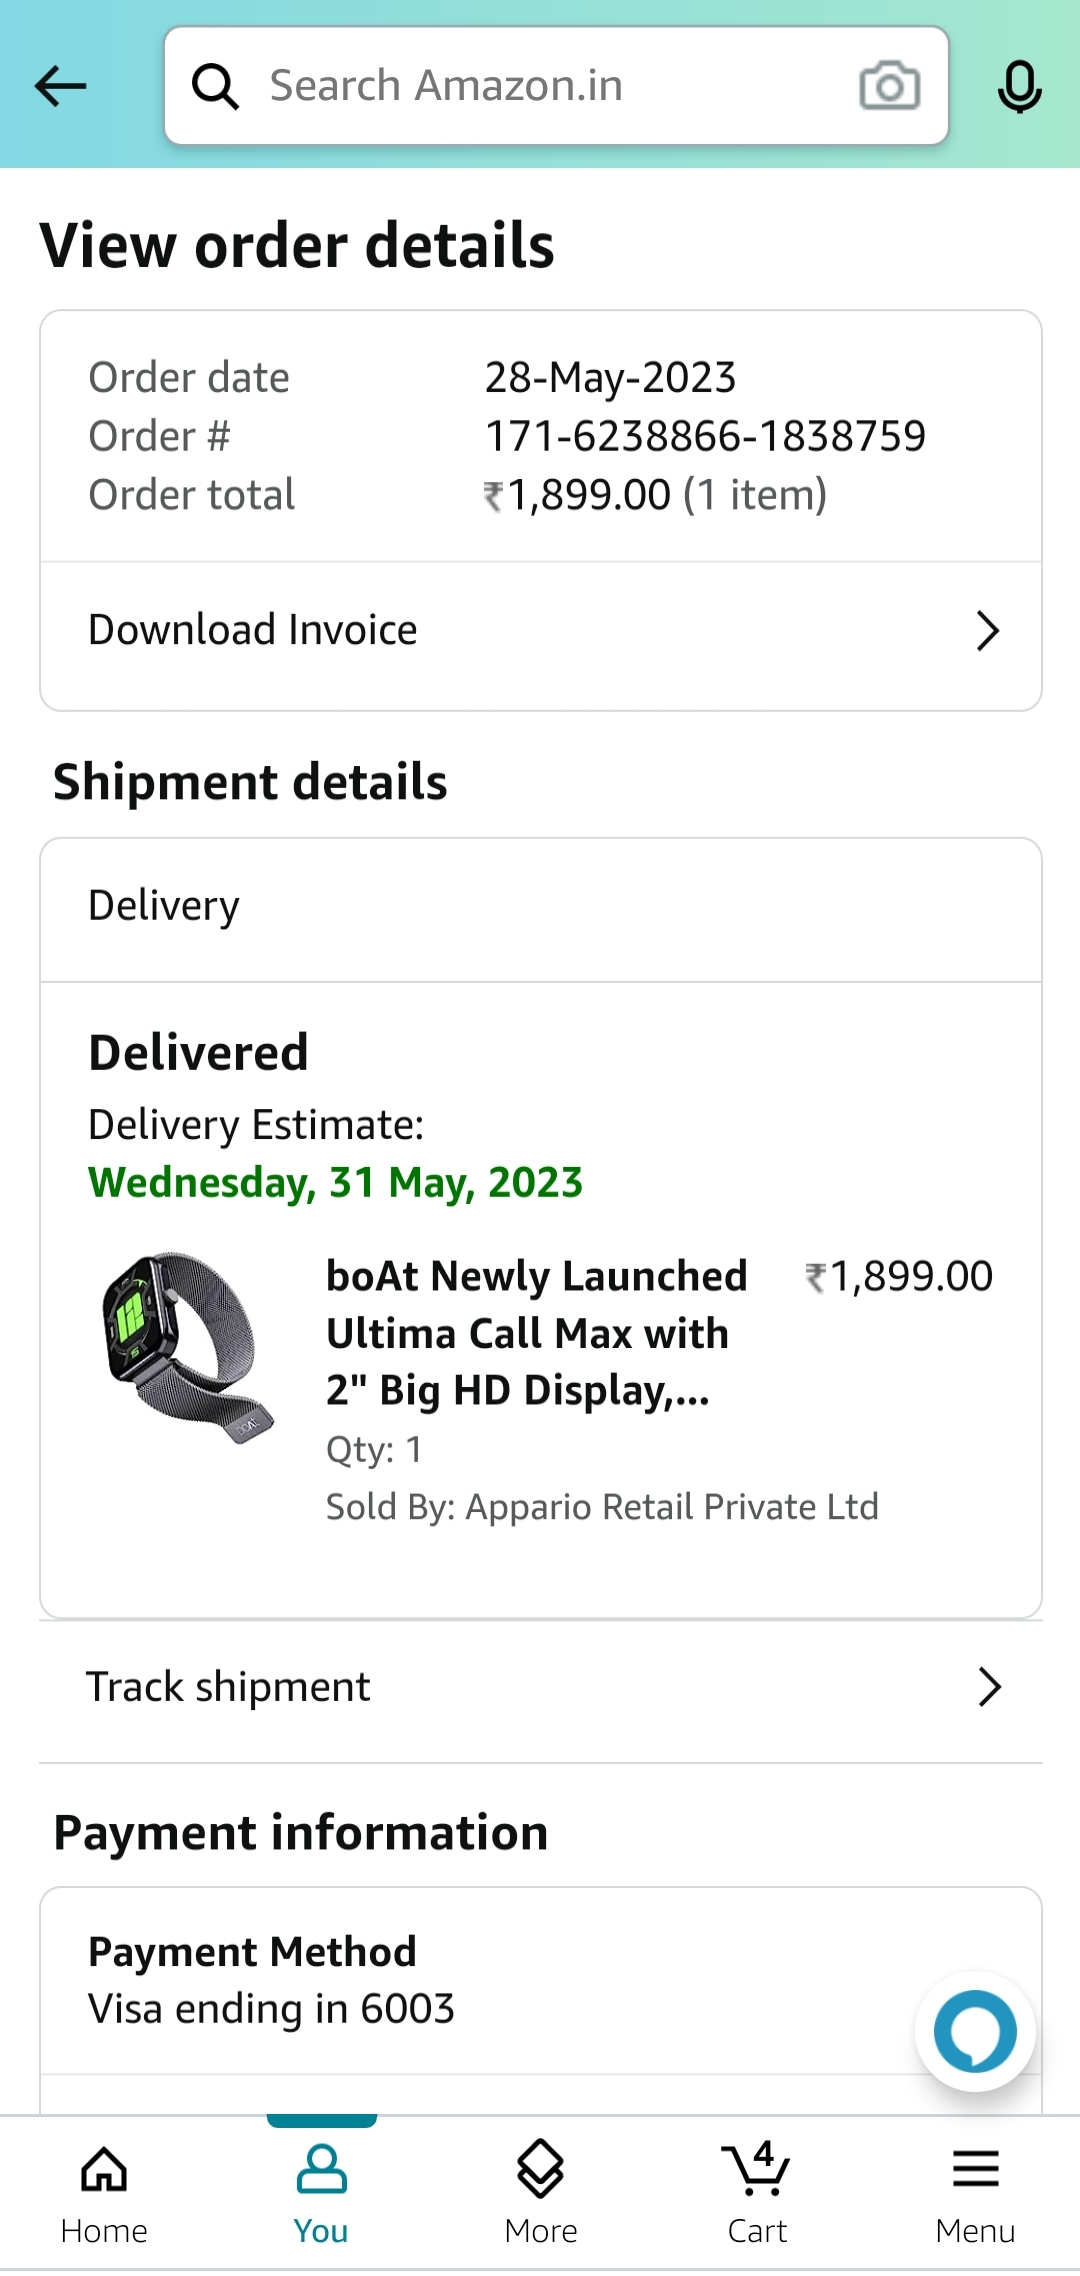 Search Amazon.in
View order details
Order date 28-May-2023
Order # 171-6238866-1838759
Order total ₹1,899.00 (1 item)
Download Invoice
Shipment details
Delivery
Delivered
Delivery Estimate:
Wednesday, 31 May, 2023
boAt Newly Launched ₹1,899.00
Ultima Call Max with
2" Big HD Display,...
Qty: 1
Sold By: Appario Retail Private Ltd
boAt
15
Track shipment
Payment information
Payment Method
Visa ending in 6003
4
Home You More Cart Menu